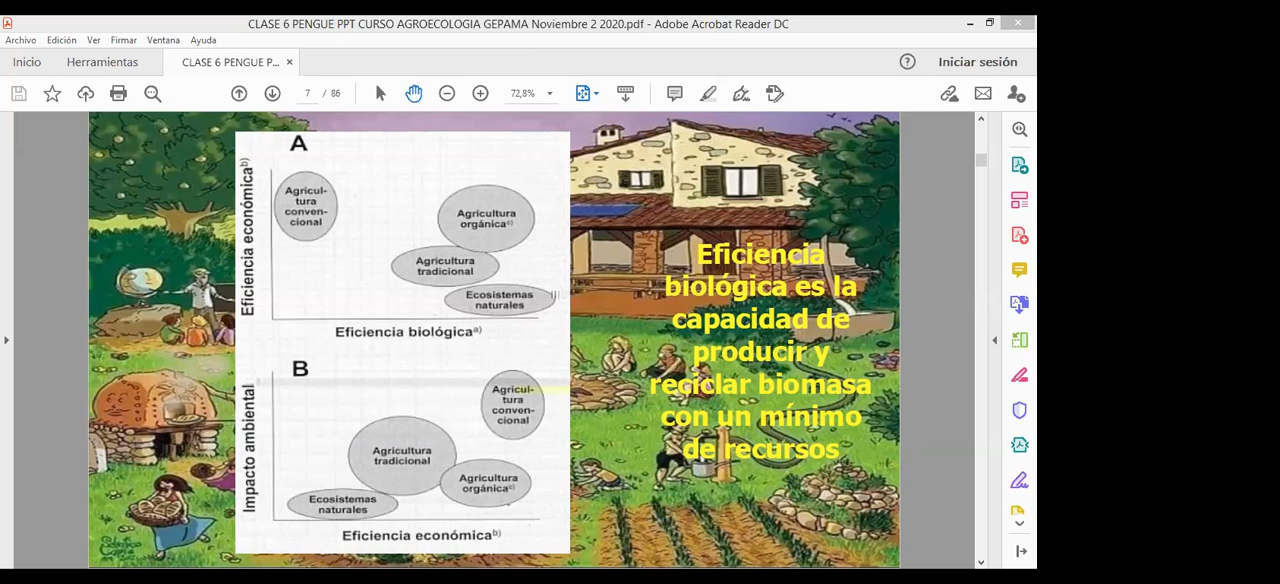 CLASE 6 PENGUE PPT CURSO AGROECOLOGIA GEPAMA Noviembre 2 2020.pdf - Adobe Acrobat Reader DC
Archivo Edición Ver Firmar Ventana Ayuda
Inicio Herramientas CLASE 6 PENGUE P... × Iniciar sesión
7 / 86 72,8%
A
Eficiencia económica b)
Agricul-
tura
conven-
cional
Agricultura
orgánica c)
Agricultura
tradicional
Ecosistemas
naturales
Eficiencia biológica a)
B
Impacto ambiental
Agricul-
tura
conven-
cional
Agricultura
tradicional
Agricultura
orgánica c)
Ecosistemas
naturales
Eficiencia económica b)
Eficiencia
biológica es la
capacidad de
producir y
reciclar biomasa
con un mínimo
de recursos